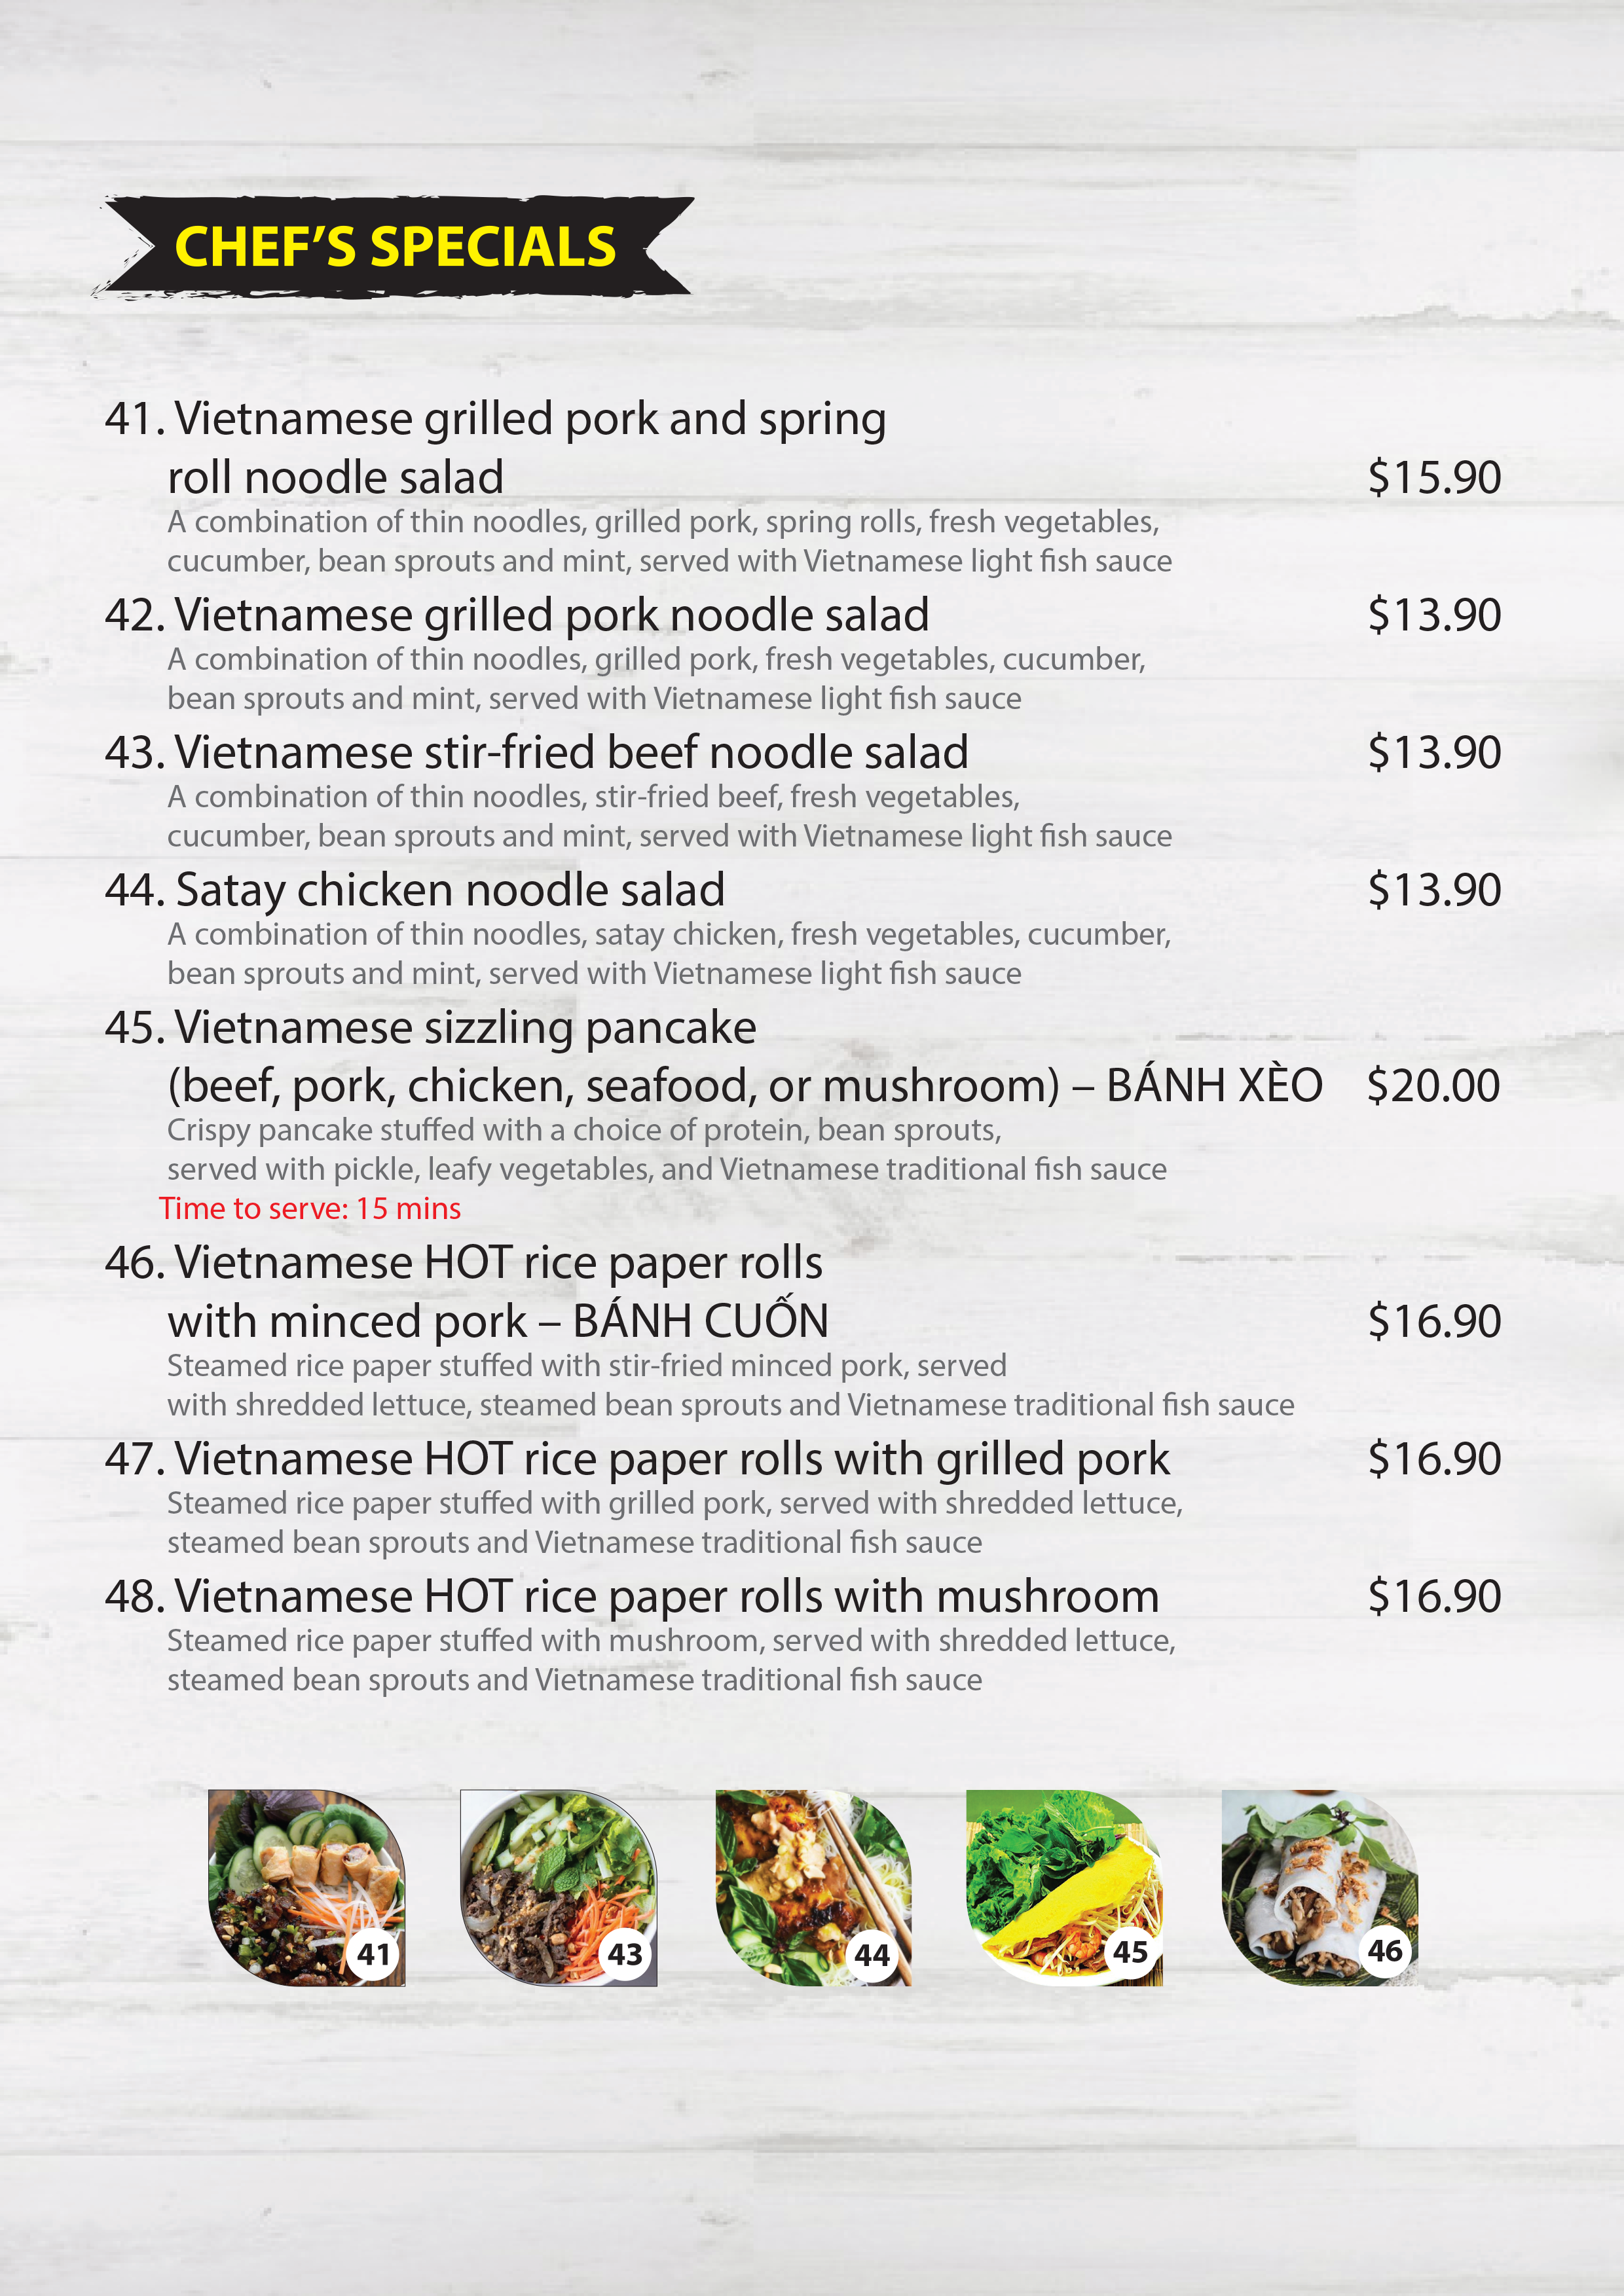 CHEF’S SPECIALS
41. Vietnamese grilled pork and spring
roll noodle salad $15.90
A combination of thin noodles, grilled pork, spring rolls, fresh vegetables,
cucumber, bean sprouts and mint, served with Vietnamese light fish sauce
42. Vietnamese grilled pork noodle salad $13.90
A combination of thin noodles, grilled pork, fresh vegetables, cucumber,
bean sprouts and mint, served with Vietnamese light fish sauce
43. Vietnamese stir-fried beef noodle salad $13.90
A combination of thin noodles, stir-fried beef, fresh vegetables,
cucumber, bean sprouts and mint, served with Vietnamese light fish sauce
44. Satay chicken noodle salad $13.90
A combination of thin noodles, satay chicken, fresh vegetables, cucumber,
bean sprouts and mint, served with Vietnamese light fish sauce
45. Vietnamese sizzling pancake
(beef, pork, chicken, seafood, or mushroom) – BÁNH XÈO $20.00
Crispy pancake stuffed with a choice of protein, bean sprouts,
served with pickle, leafy vegetables, and Vietnamese traditional fish sauce
Time to serve: 15 mins
46. Vietnamese HOT rice paper rolls
with minced pork – BÁNH CUỐN $16.90
Steamed rice paper stuffed with stir-fried minced pork, served
with shredded lettuce, steamed bean sprouts and Vietnamese traditional fish sauce
47. Vietnamese HOT rice paper rolls with grilled pork $16.90
Steamed rice paper stuffed with grilled pork, served with shredded lettuce,
steamed bean sprouts and Vietnamese traditional fish sauce
48. Vietnamese HOT rice paper rolls with mushroom $16.90
Steamed rice paper stuffed with mushroom, served with shredded lettuce,
steamed bean sprouts and Vietnamese traditional fish sauce
41 43 44 45 46